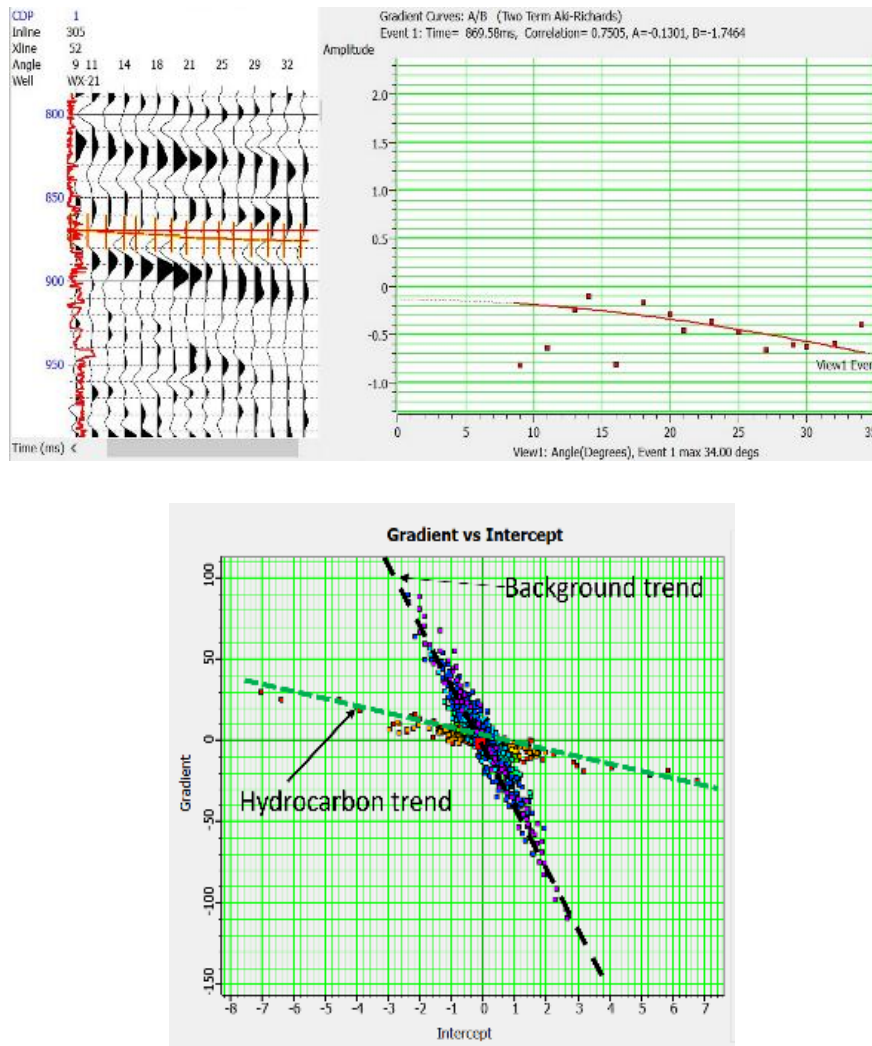 CDP 1
Inline 305
Xline 52
Angle 9 11 14 18 21 25 29 32
Well WX-21
800
850
900
950
Time (ms) <
Gradient Curves: A/B (Two Term Aki-Richards)
Event 1: Time= 869.58ms, Correlation= 0.7505, A=-0.1301, B=-1.7464
Amplitude
2.0
1.5
1.0
0.5
0
-0.5
-1.0
View1 Ever
0 5 10 15 20 25 30 35
View1: Angle(Degrees), Event 1 max 34.00 degs
Gradient vs Intercept
Background trend
Hydrocarbon trend
Gradient
100
50
0
-50
-100
-150
-8 -7 -6 -5 -4 -3 -2 -1 0 1 2 3 4 5 6 7
Intercept